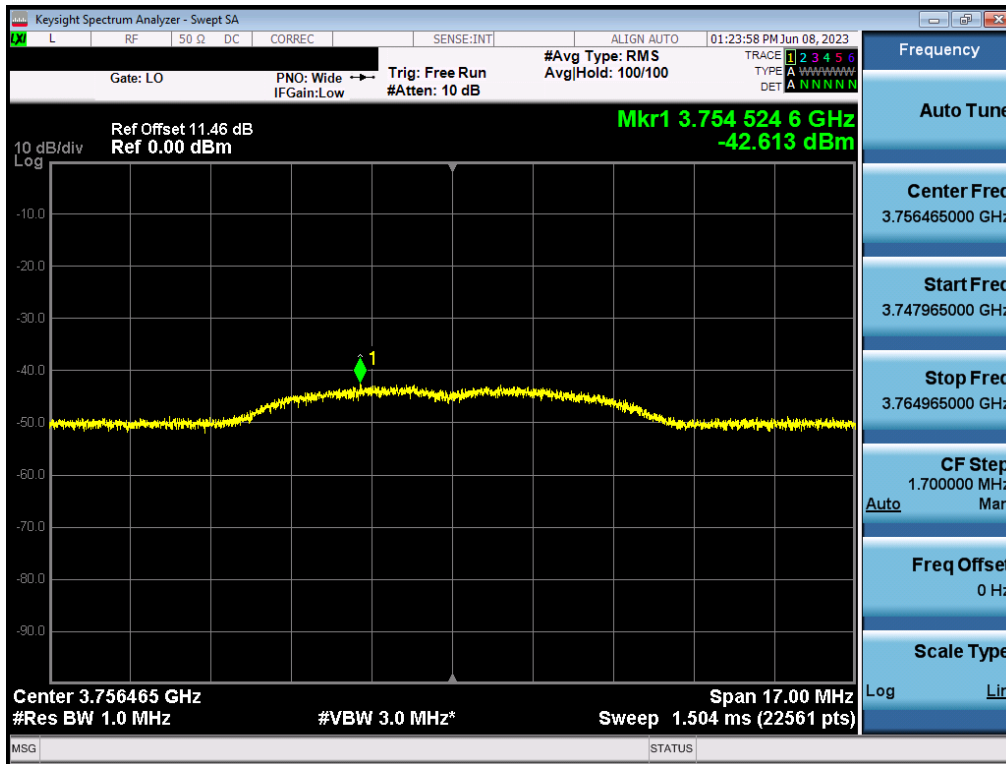 Keysight Spectrum Analyzer - Swept SA
LXI L RF 50 Ω DC CORREC SENSE:INT ALIGN AUTO 01:23:58 PM Jun 08, 2023
Gate: LO
PNO: Wide
IFGain:Low
Trig: Free Run
#Atten: 10 dB
#Avg Type: RMS
Avg|Hold: 100/100
TRACE 1 2 3 4 5 6
TYPE A WWWWW
DET A N N N N N
Mkr1 3.754 524 6 GHz
-42.613 dBm
Ref Offset 11.46 dB
10 dB/div Ref 0.00 dBm
Log
-10.0
-20.0
-30.0
1
-40.0
-50.0
-60.0
-70.0
-80.0
-90.0
Center 3.756465 GHz Span 17.00 MHz
#Res BW 1.0 MHz #VBW 3.0 MHz* Sweep 1.504 ms (22561 pts)
MSG STATUS
Frequency
Auto Tune
Center Freq
3.756465000 GHz
Start Freq
3.747965000 GHz
Stop Freq
3.764965000 GHz
CF Step
1.700000 MHz
Auto Man
Freq Offset
0 Hz
Scale Type
Log Lin